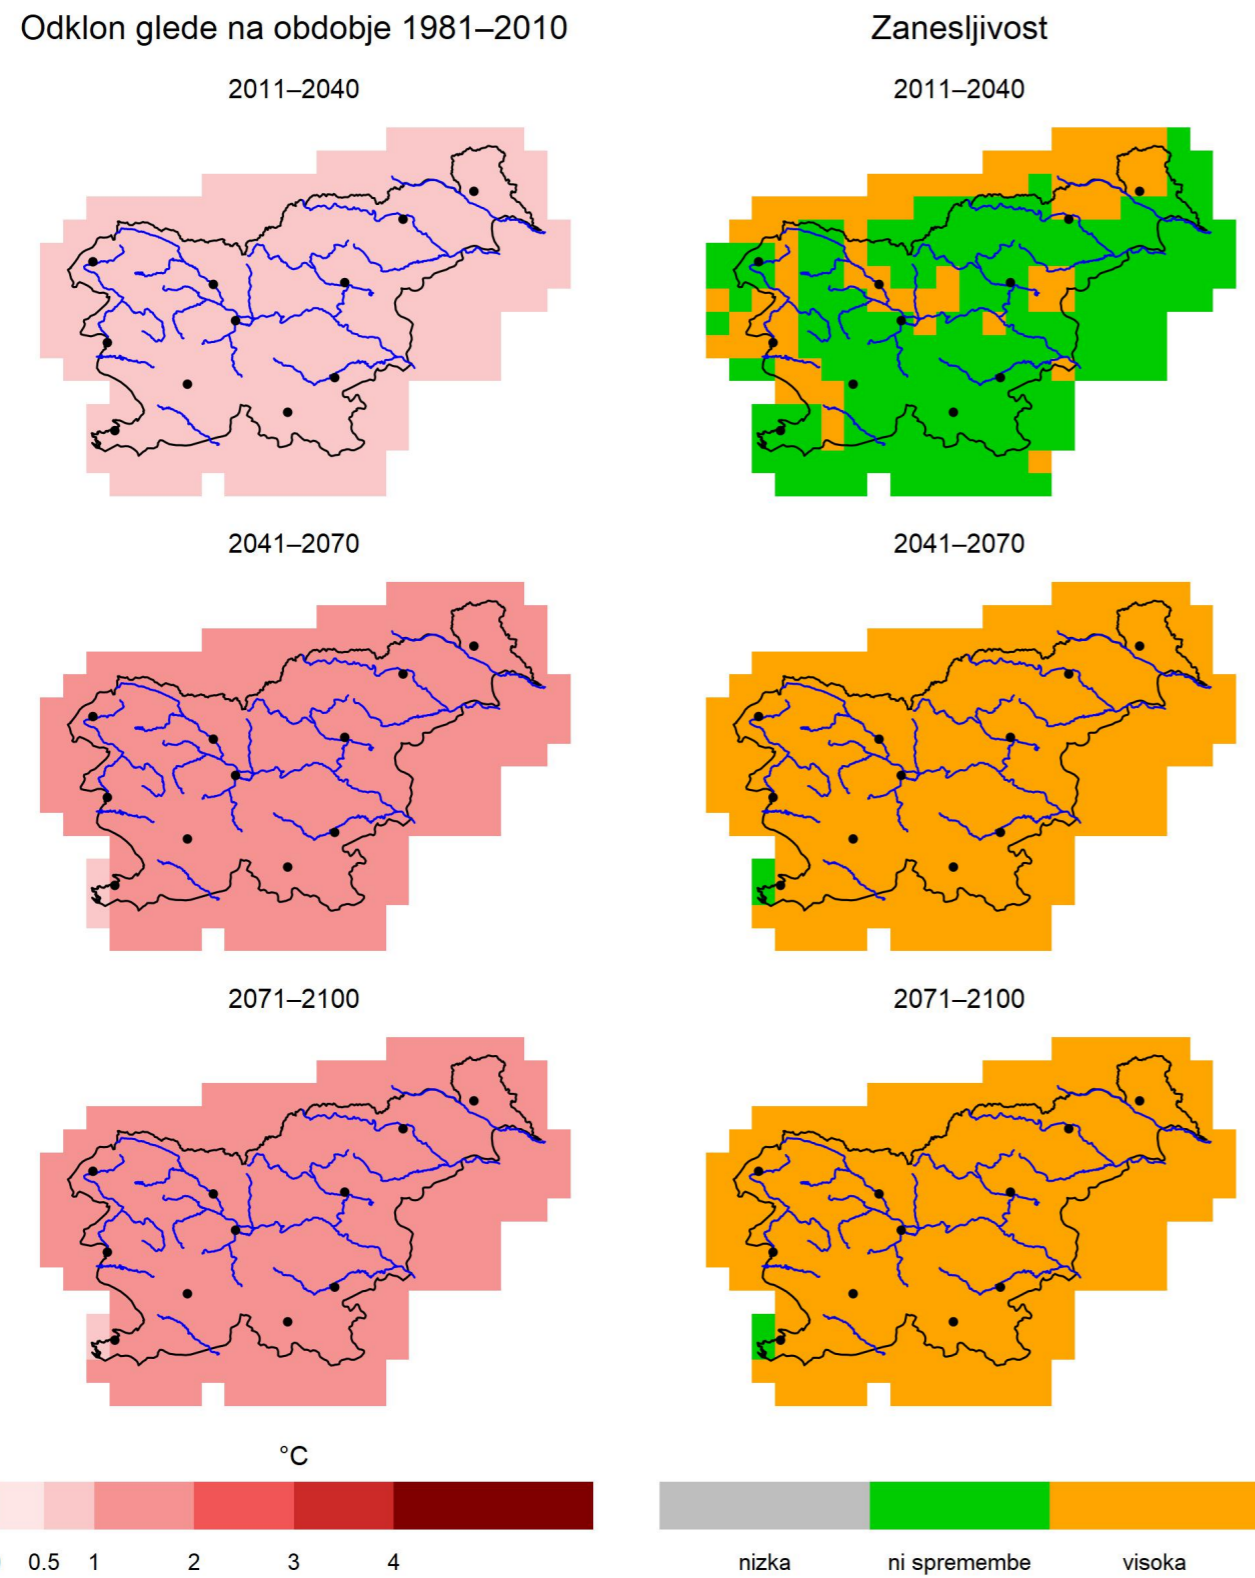 Odklon glede na obdobje 1981–2010
Zanesljivost
2011–2040
2011–2040
2041–2070
2041–2070
2071–2100
2071–2100
°C
0.5 1 2 3 4
nizka ni spremembe visoka